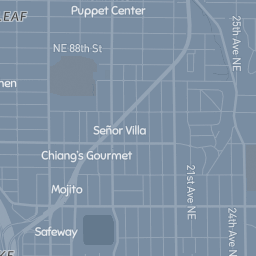 Puppet Center
LEAF
25th Ave NE
NE 88th St
Señor Villa
Chiang's Gourmet
Mojito
21st Ave NE
24th Ave NE
Safeway